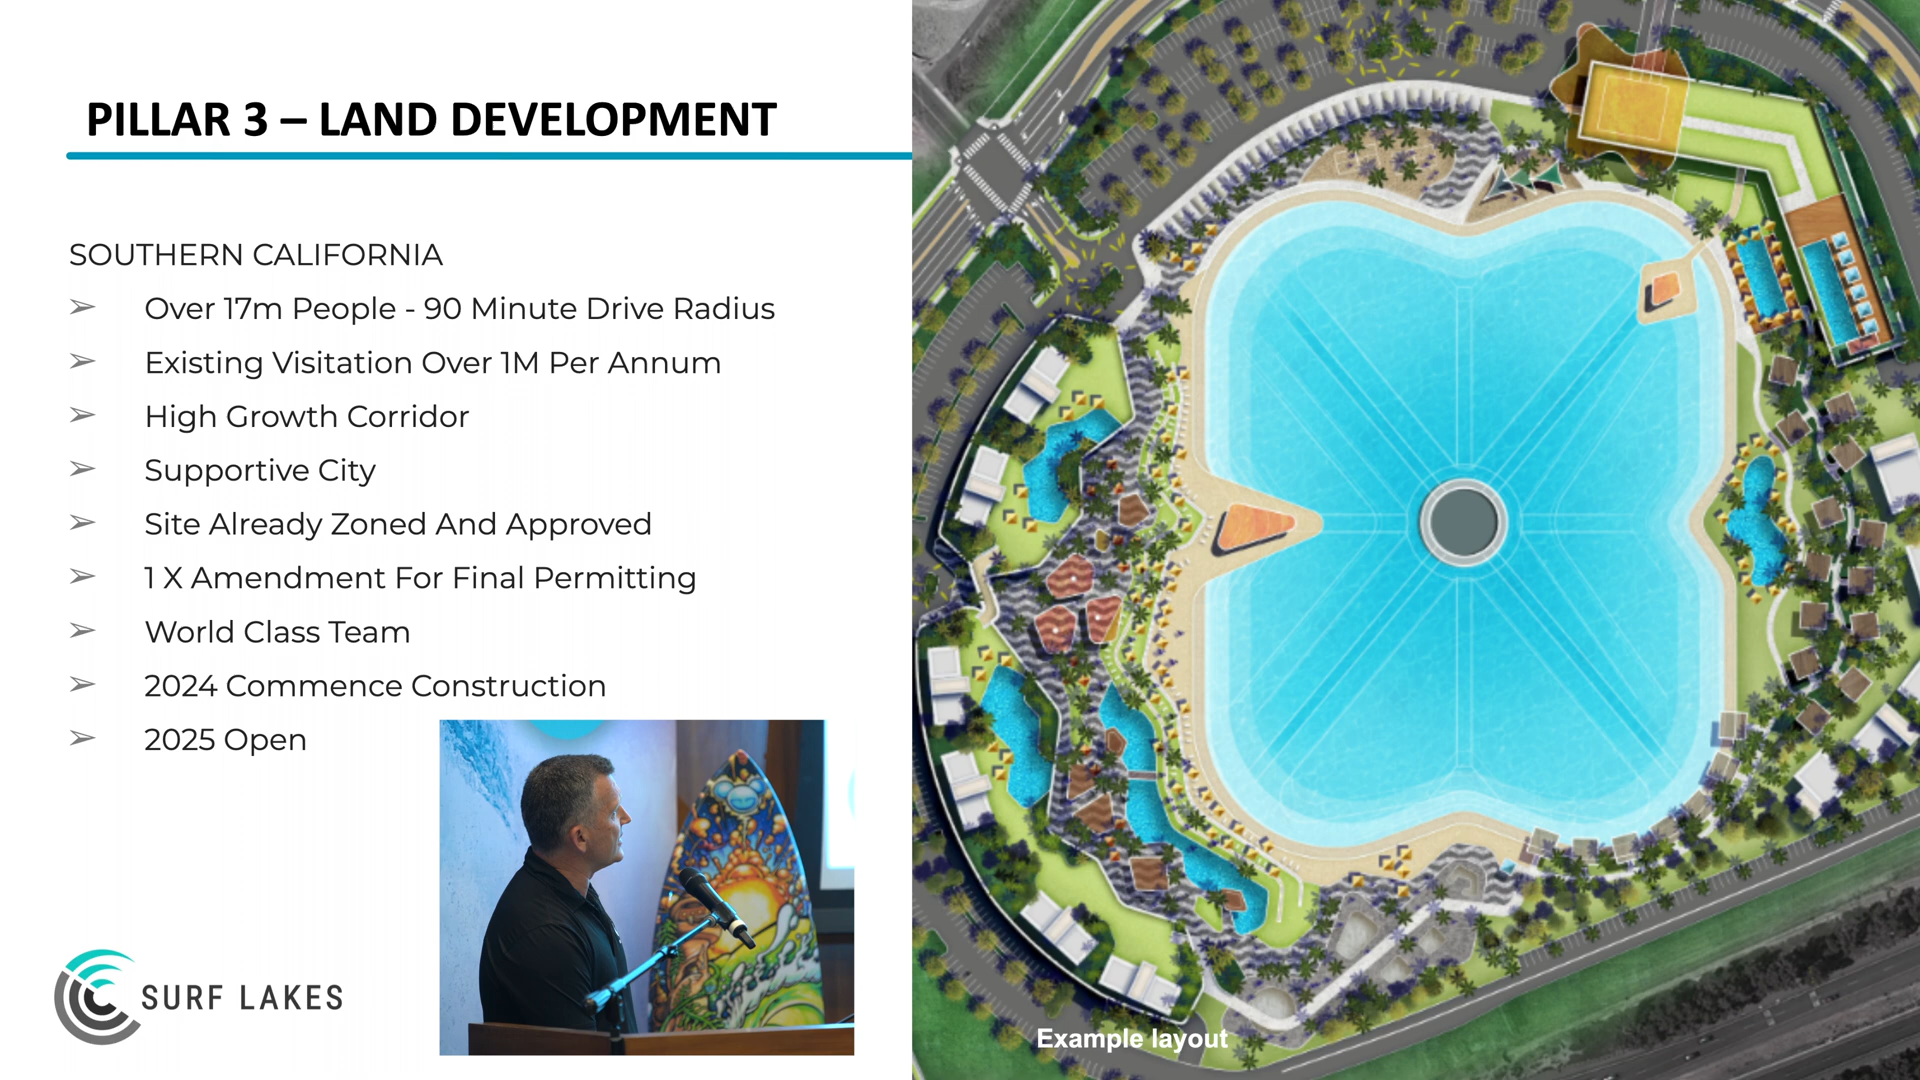 PILLAR 3 – LAND DEVELOPMENT
SOUTHERN CALIFORNIA
➢ Over 17m People - 90 Minute Drive Radius
➢ Existing Visitation Over 1M Per Annum
➢ High Growth Corridor
➢ Supportive City
➢ Site Already Zoned And Approved
➢ 1 X Amendment For Final Permitting
➢ World Class Team
➢ 2024 Commence Construction
➢ 2025 Open
SURF LAKES
Example layout